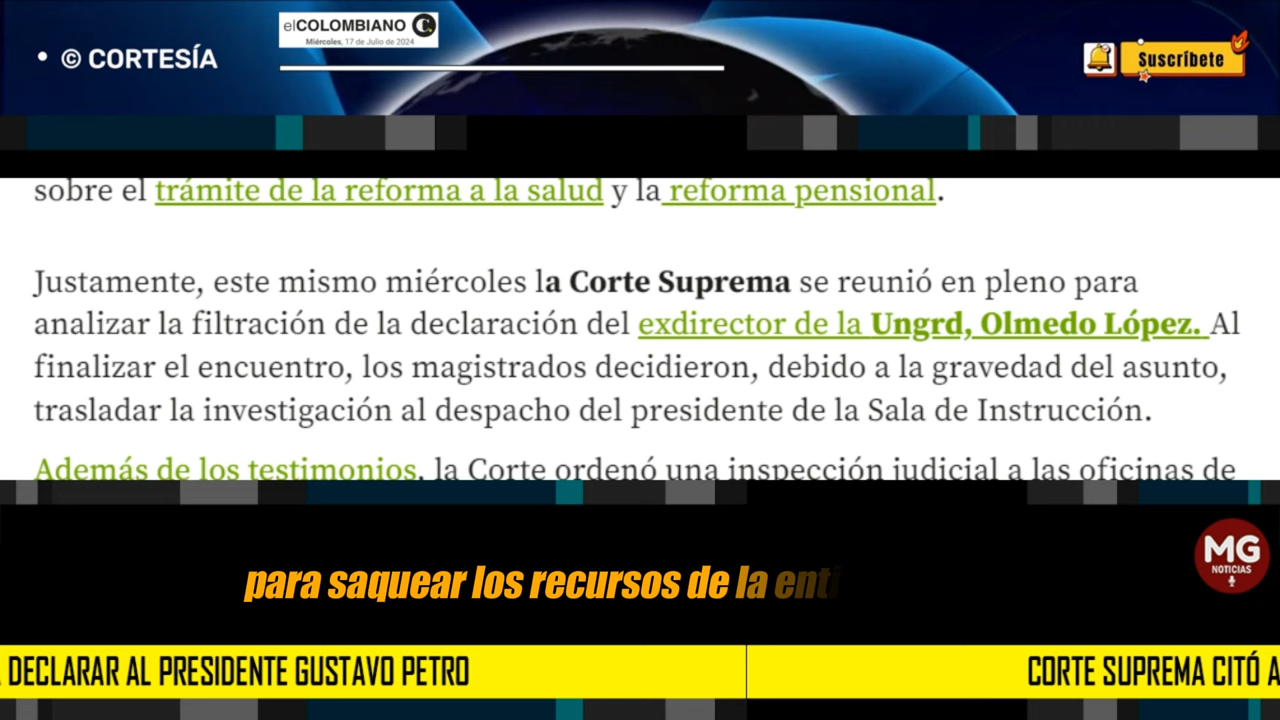 elCOLOMBIANO
Miércoles, 17 de Julio de 2024
• © CORTESÍA
Suscríbete
sobre el trámite de la reforma a la salud y la reforma pensional.
Justamente, este mismo miércoles la Corte Suprema se reunió en pleno para
analizar la filtración de la declaración del exdirector de la Ungrd, Olmedo López. Al
finalizar el encuentro, los magistrados decidieron, debido a la gravedad del asunto,
trasladar la investigación al despacho del presidente de la Sala de Instrucción.
Además de los testimonios, la Corte ordenó una inspección judicial a las oficinas de
MG
NOTICIAS
para saquear los recursos de la enti
DECLARAR AL PRESIDENTE GUSTAVO PETRO
CORTE SUPREMA CITÓ A